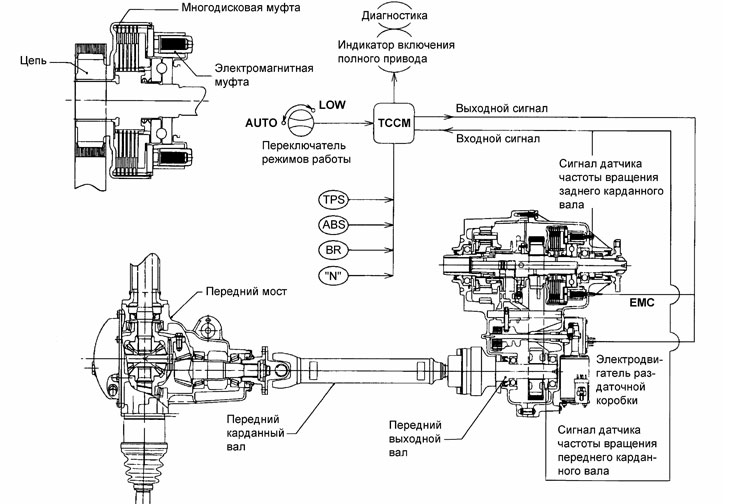 Многодисковая муфта
Цепь
Электромагнитная
муфта
Диагностика
Индикатор включения
полного привода
LOW
AUTO
TCCM
Переключатель
режимов работы
Выходной сигнал
Входной сигнал
Сигнал датчика
частоты вращения
заднего карданного
вала
TPS
ABS
BR
"N"
EMC
Передний мост
Электродви-
гатель раз-
даточной
коробки
Передний
карданный
вал
Передний
выходной
вал
Сигнал датчика
частоты вращения
переднего кардан-
ного вала